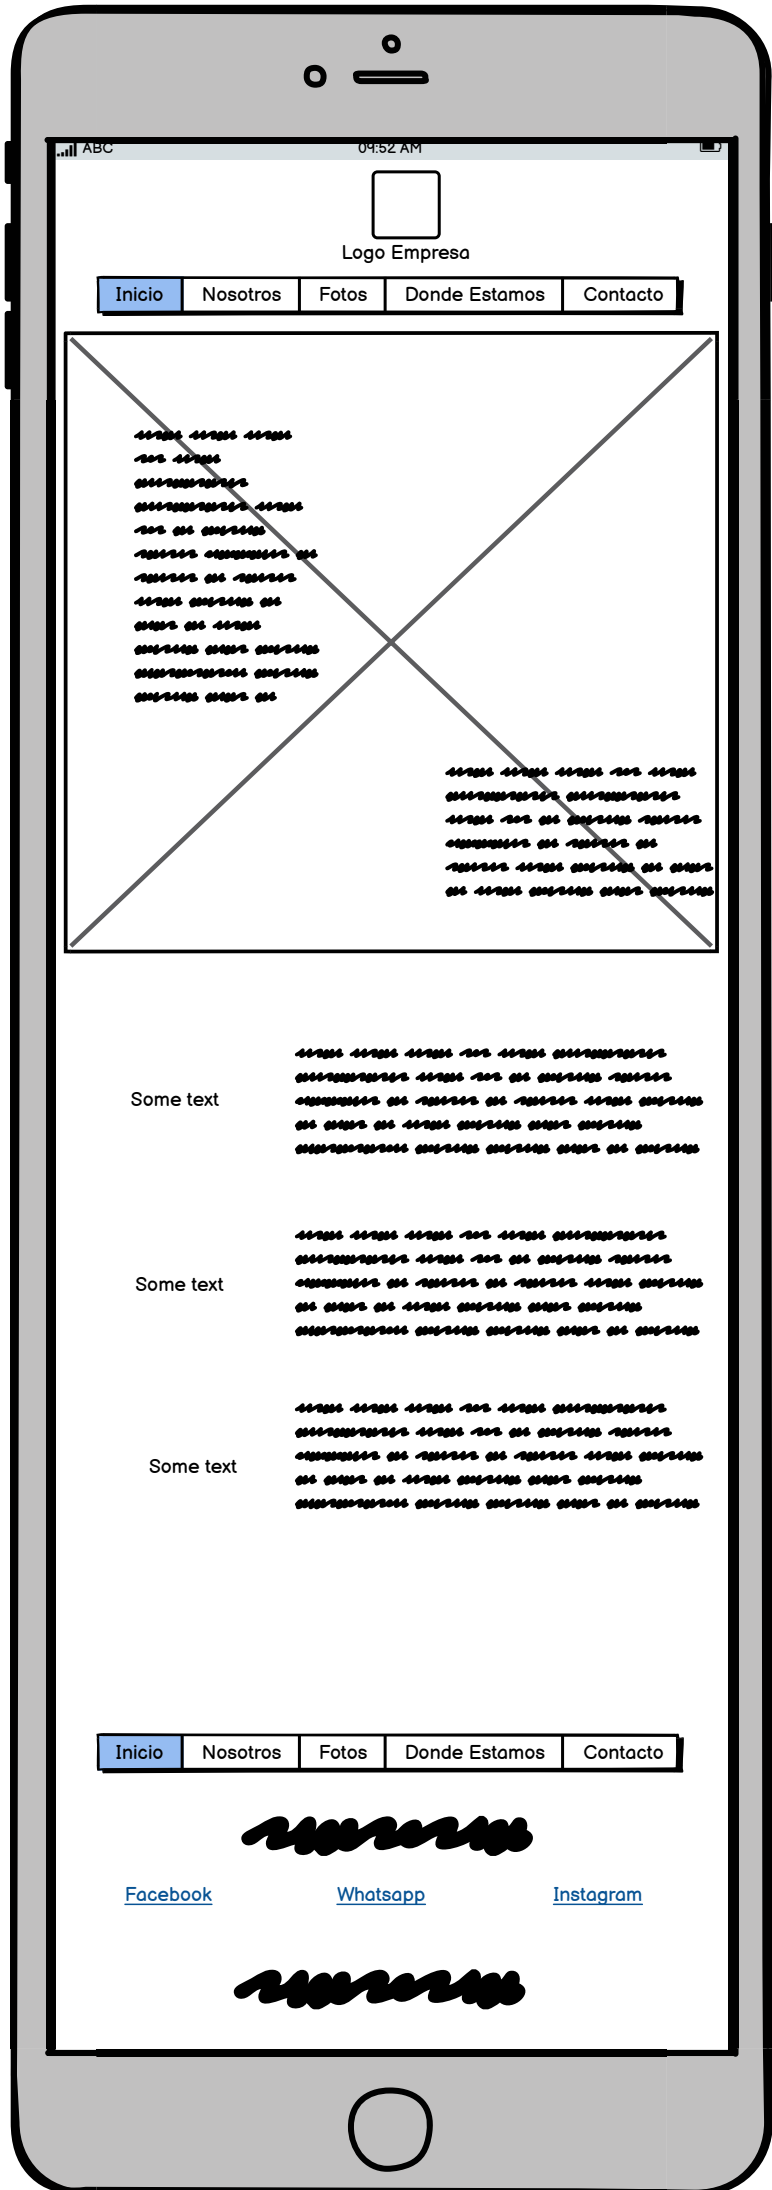 ABC 09:52 AM
Logo Empresa
Inicio Nosotros Fotos Donde Estamos Contacto
Some text
Some text
Some text
Inicio Nosotros Fotos Donde Estamos Contacto
Facebook Whatsapp Instagram